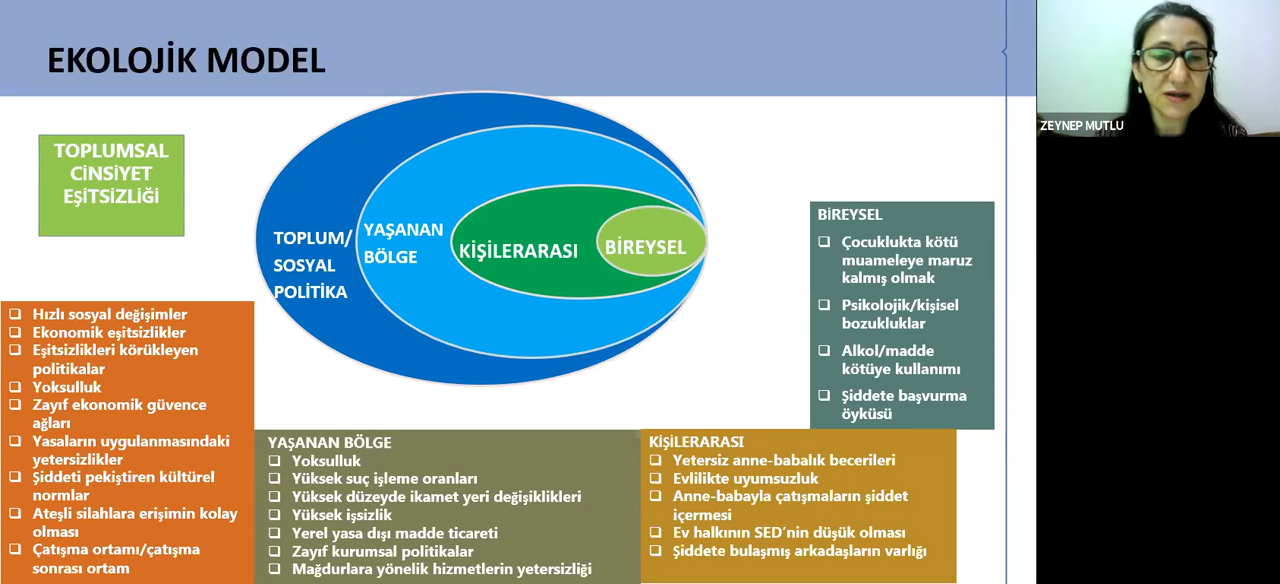 EKOLOJİK MODEL
ZEYNEP MUTLU
TOPLUMSAL
CİNSİYET
EŞİTSİZLİĞİ
TOPLUM/
SOSYAL
POLİTİKA
YAŞANAN
BÖLGE
KİŞİLERARASI
BİREYSEL
BİREYSEL
❑ Çocuklukta kötü
muameleye maruz
kalmış olmak
❑ Psikolojik/kişisel
bozukluklar
❑ Alkol/madde
kötüye kullanımı
❑ Şiddete başvurma
öyküsü
❑ Hızlı sosyal değişimler
❑ Ekonomik eşitsizlikler
❑ Eşitsizlikleri körükleyen
politikalar
❑ Yoksulluk
❑ Zayıf ekonomik güvence
ağları
❑ Yasaların uygulanmasındaki
yetersizlikler
❑ Şiddeti pekiştiren kültürel
normlar
❑ Ateşli silahlara erişimin kolay
olması
❑ Çatışma ortamı/çatışma
sonrası ortam
YAŞANAN BÖLGE
❑ Yoksulluk
❑ Yüksek suç işleme oranları
❑ Yüksek düzeyde ikamet yeri değişiklikleri
❑ Yüksek işsizlik
❑ Yerel yasa dışı madde ticareti
❑ Zayıf kurumsal politikalar
❑ Mağdurlara yönelik hizmetlerin yetersizliği
KİŞİLERARASI
❑ Yetersiz anne-babalık becerileri
❑ Evlilikte uyumsuzluk
❑ Anne-babayla çatışmaların şiddet
içermesi
❑ Ev halkının SED’nin düşük olması
❑ Şiddete bulaşmış arkadaşların varlığı